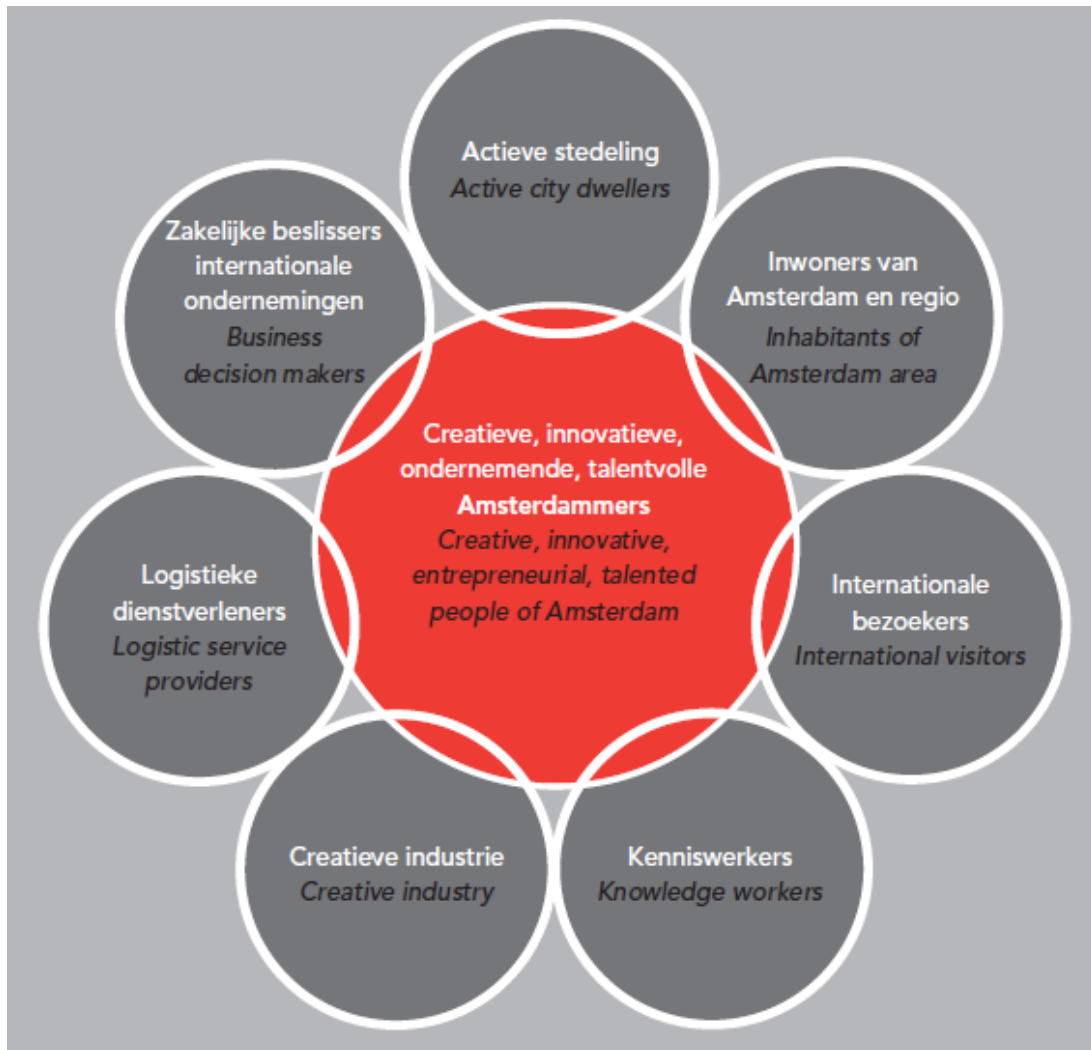 Actieve stedeling
Active city dwellers
Zakelijke beslissers
internationale
ondernemingen
Business
decision makers
Inwoners van
Amsterdam en regio
Inhabitants of
Amsterdam area
Creatieve, innovatieve,
ondernemende, talentvolle
Amsterdammers
Creative, innovative,
entrepreneurial, talented
people of Amsterdam
Logistieke
dienstverleners
Logistic service
providers
Internationale
bezoekers
International visitors
Creatieve industrie
Creative industry
Kenniswerkers
Knowledge workers